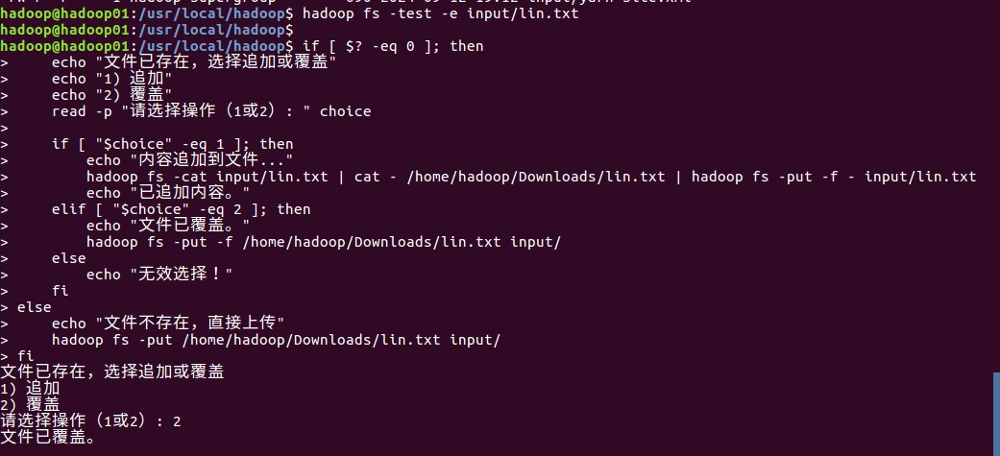 hadoop@hadoop01:/usr/local/hadoop$ hadoop fs -test -e input/lin.txt
hadoop@hadoop01:/usr/local/hadoop$
hadoop@hadoop01:/usr/local/hadoop$ if [ $? -eq 0 ]; then
>     echo "文件已存在，选择追加或覆盖"
>     echo "1) 追加"
>     echo "2) 覆盖"
>     read -p "请选择操作（1或2）: " choice
>
>     if [ "$choice" -eq 1 ]; then
>         echo "内容追加到文件..."
>         hadoop fs -cat input/lin.txt | cat - /home/hadoop/Downloads/lin.txt | hadoop fs -put -f - input/lin.txt
>         echo "已追加内容。"
>     elif [ "$choice" -eq 2 ]; then
>         echo "文件已覆盖。"
>         hadoop fs -put -f /home/hadoop/Downloads/lin.txt input/
>     else
>         echo "无效选择！"
>     fi
> else
>     echo "文件不存在，直接上传"
>     hadoop fs -put /home/hadoop/Downloads/lin.txt input/
> fi
文件已存在，选择追加或覆盖
1) 追加
2) 覆盖
请选择操作（1或2）: 2
文件已覆盖。